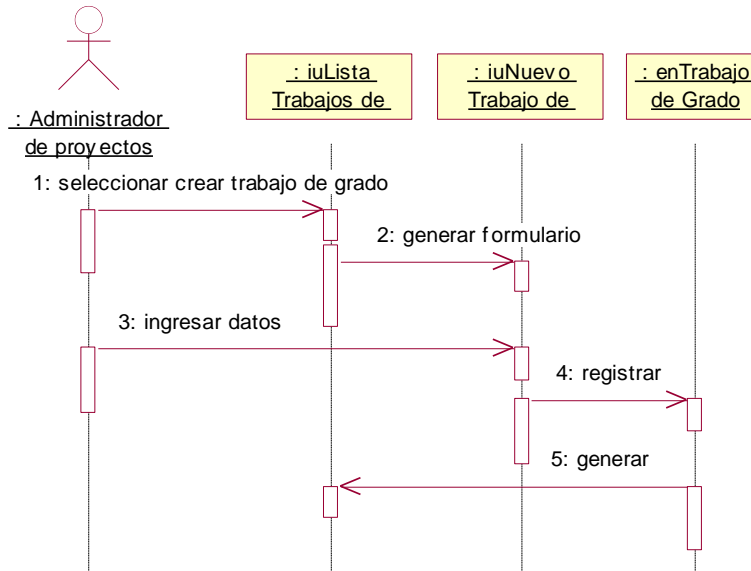 : iuLista
Trabajos de
: iuNuevo
Trabajo de
: enTrabajo
de Grado
: Administrador
de proyectos
1: seleccionar crear trabajo de grado
2: generar formulario
3: ingresar datos
4: registrar
5: generar